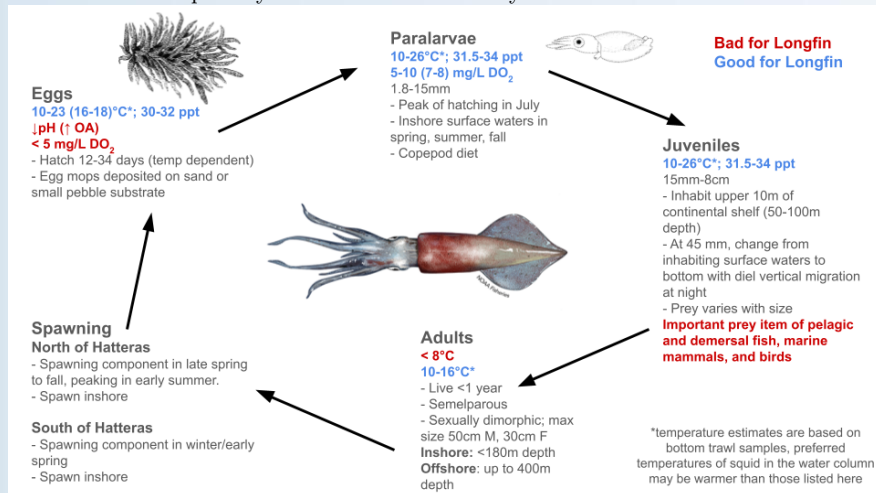 Paralarvae
10-26°C*; 31.5-34 ppt
5-10 (7-8) mg/L DO2
1.8-15mm
- Peak of hatching in July
- Inshore surface waters in
spring, summer, fall
- Copepod diet
Bad for Longfin
Good for Longfin
Eggs
10-23 (16-18)°C*; 30-32 ppt
↓pH (↑ OA)
< 5 mg/L DO2
- Hatch 12-34 days (temp dependent)
- Egg mops deposited on sand or
small pebble substrate
Juveniles
10-26°C*; 31.5-34 ppt
15mm-8cm
- Inhabit upper 10m of
continental shelf (50-100m
depth)
- At 45 mm, change from
inhabiting surface waters to
bottom with diel vertical migration
at night
- Prey varies with size
Important prey item of pelagic
and demersal fish, marine
mammals, and birds
NOAA Fisheries
Spawning
North of Hatteras
- Spawning component in late spring
to fall, peaking in early summer.
- Spawn inshore
South of Hatteras
- Spawning component in winter/early
spring
- Spawn inshore
Adults
< 8°C
10-16°C*
- Live <1 year
- Semelparous
- Sexually dimorphic; max
size 50cm M, 30cm F
Inshore: <180m depth
Offshore: up to 400m
depth
*temperature estimates are based on
bottom trawl samples, preferred
temperatures of squid in the water column
may be warmer than those listed here